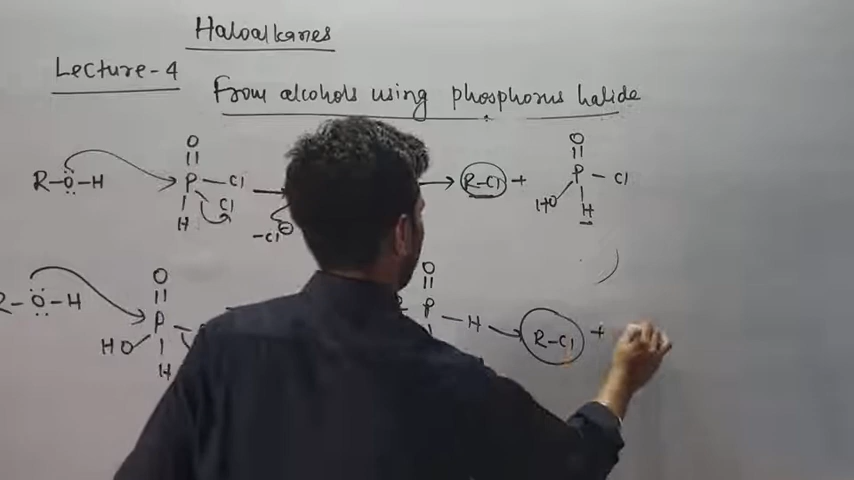 Haloalkanes
Lecture-4
From alcohols using phosphorus halide
R-O-H
O
P-Cl
Cl
H
-Cl⊖
R-Cl +
O
P-Cl
HO
H
R-O-H
O
P
HO
H
O
P-H
R-Cl +